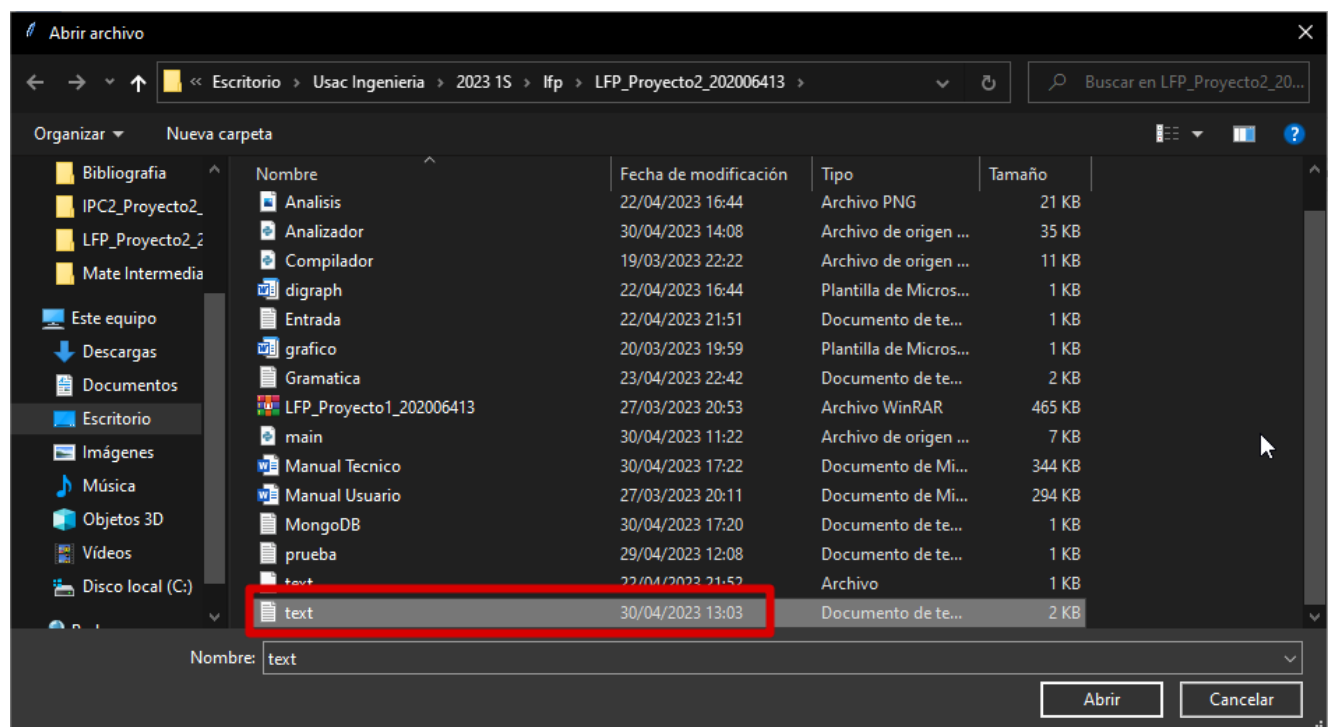 Abrir archivo
« Escritorio › Usac Ingenieria › 2023 1S › lfp › LFP_Proyecto2_202006413 › Buscar en LFP_Proyecto2_20...
Organizar Nueva carpeta
Bibliografia
IPC2_Proyecto2_
LFP_Proyecto2_2
Mate Intermedia
Este equipo
Descargas
Documentos
Escritorio
Imágenes
Música
Objetos 3D
Vídeos
Disco local (C:)
Nombre Fecha de modificación Tipo Tamaño
Analisis 22/04/2023 16:44 Archivo PNG 21 KB
Analizador 30/04/2023 14:08 Archivo de origen ... 35 KB
Compilador 19/03/2023 22:22 Archivo de origen ... 11 KB
digraph 22/04/2023 16:44 Plantilla de Micros... 1 KB
Entrada 22/04/2023 21:51 Documento de te... 1 KB
grafico 20/03/2023 19:59 Plantilla de Micros... 1 KB
Gramatica 23/04/2023 22:42 Documento de te... 2 KB
LFP_Proyecto1_202006413 27/03/2023 20:53 Archivo WinRAR 465 KB
main 30/04/2023 11:22 Archivo de origen ... 7 KB
Manual Tecnico 30/04/2023 17:22 Documento de Mi... 344 KB
Manual Usuario 27/03/2023 20:11 Documento de Mi... 294 KB
MongoDB 30/04/2023 17:20 Documento de te... 1 KB
prueba 29/04/2023 12:08 Documento de te... 1 KB
text 22/04/2023 21:52 Archivo 1 KB
text 30/04/2023 13:03 Documento de te... 2 KB
Nombre: text
Abrir Cancelar